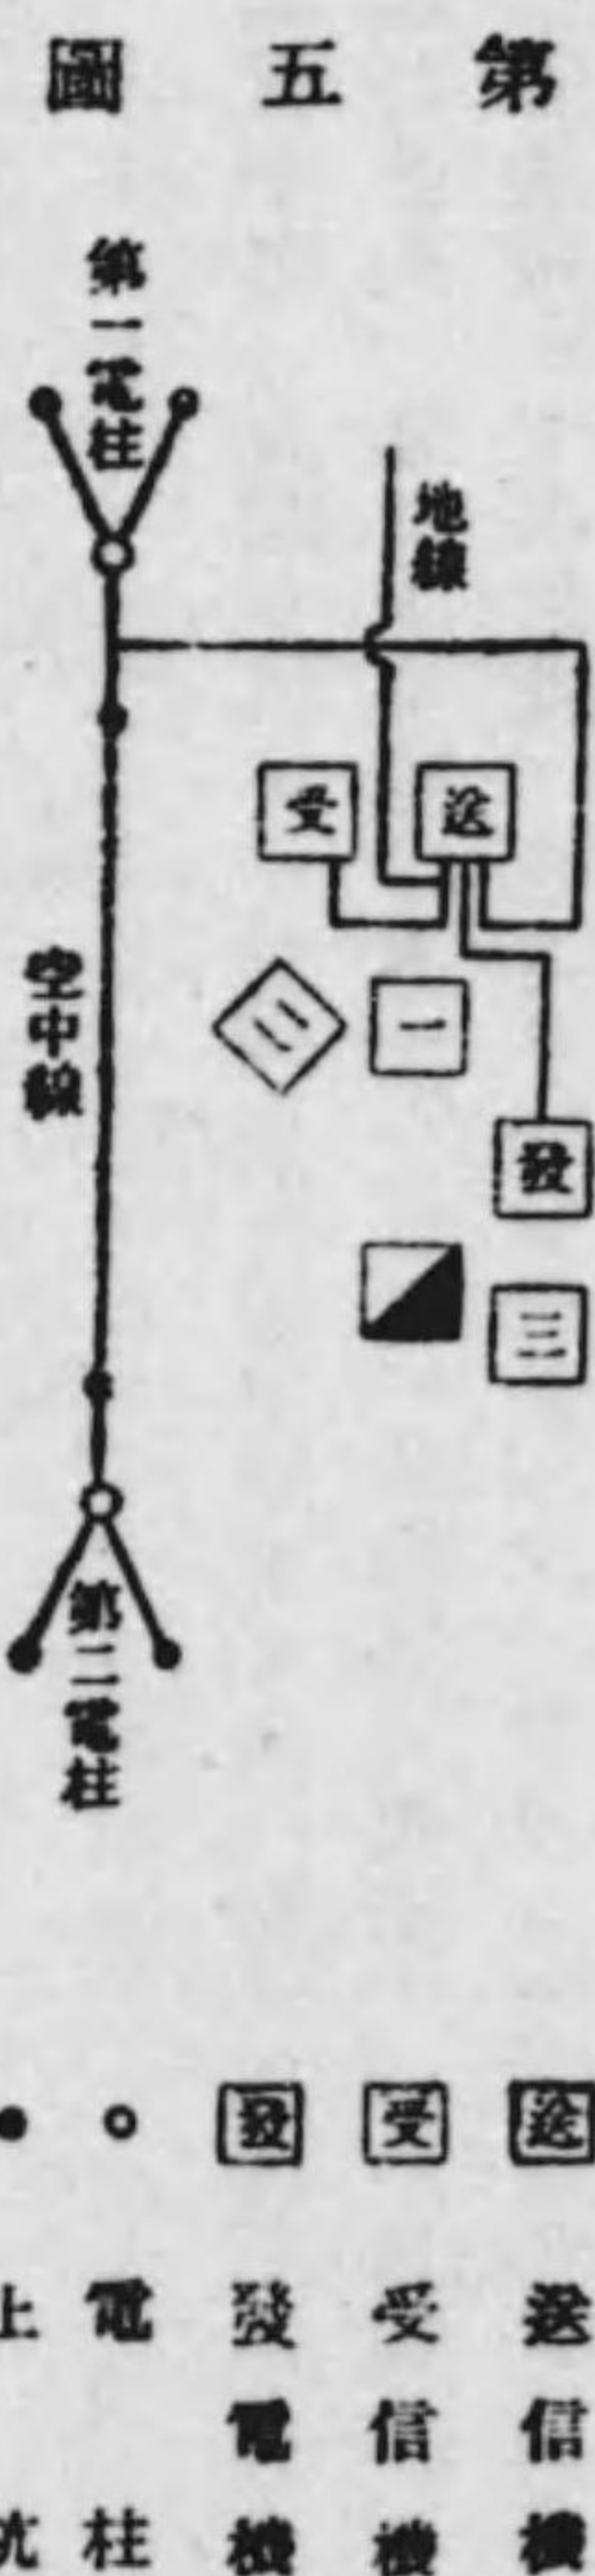 第五圖
第一電柱
地線
受
送
空中線
二
一
發
三
第二電柱
送 送信機
受 受信機
發 發電機
電柱